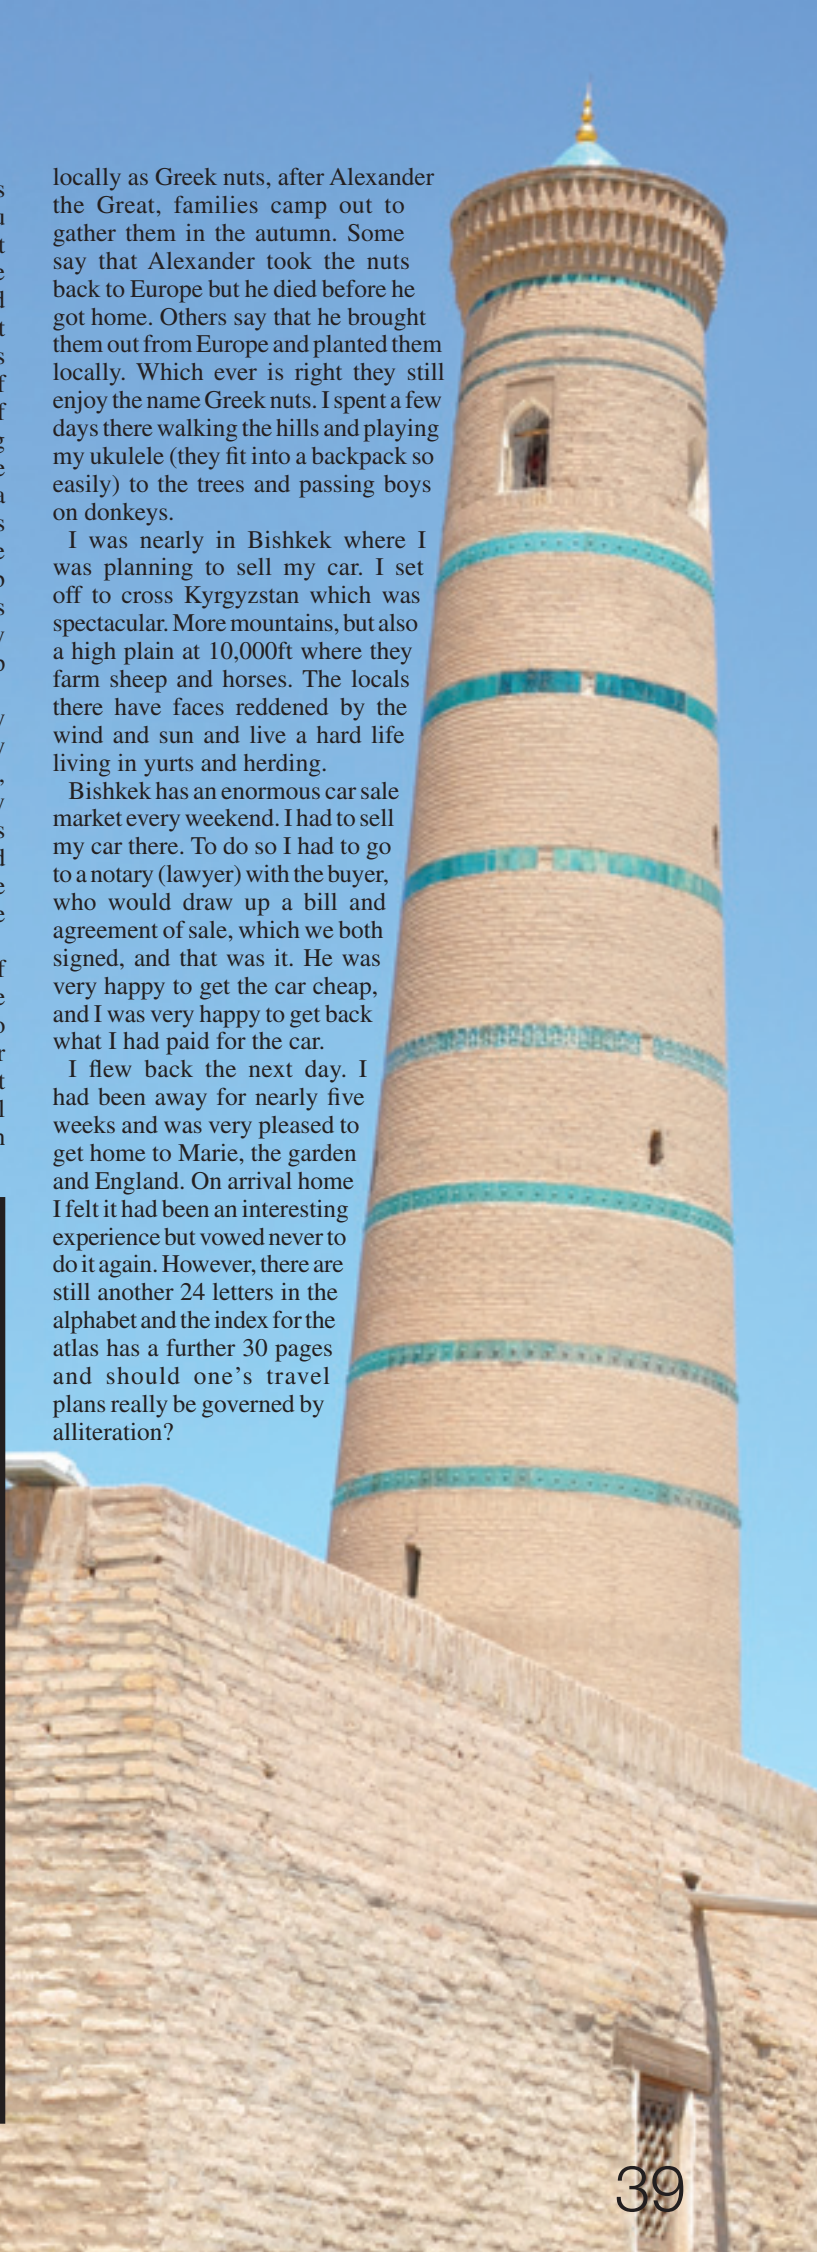 locally as Greek nuts, after Alexander
the Great, families camp out to
gather them in the autumn. Some
say that Alexander took the nuts
back to Europe but he died before he
got home. Others say that he brought
them out from Europe and planted them
locally. Which ever is right they still
enjoy the name Greek nuts. I spent a few
days there walking the hills and playing
my ukulele (they fit into a backpack so
easily) to the trees and passing boys
on donkeys.
I was nearly in Bishkek where I
was planning to sell my car. I set
off to cross Kyrgyzstan which was
spectacular. More mountains, but also
a high plain at 10,000ft where they
farm sheep and horses. The locals
there have faces reddened by the
wind and sun and live a hard life
living in yurts and herding.
Bishkek has an enormous car sale
market every weekend. I had to sell
my car there. To do so I had to go
to a notary (lawyer) with the buyer,
who would draw up a bill and
agreement of sale, which we both
signed, and that was it. He was
very happy to get the car cheap,
and I was very happy to get back
what I had paid for the car.
I flew back the next day. I
had been away for nearly five
weeks and was very pleased to
get home to Marie, the garden
and England. On arrival home
I felt it had been an interesting
experience but vowed never to
do it again. However, there are
still another 24 letters in the
alphabet and the index for the
atlas has a further 30 pages
and should one's travel
plans really be governed by
alliteration?
39